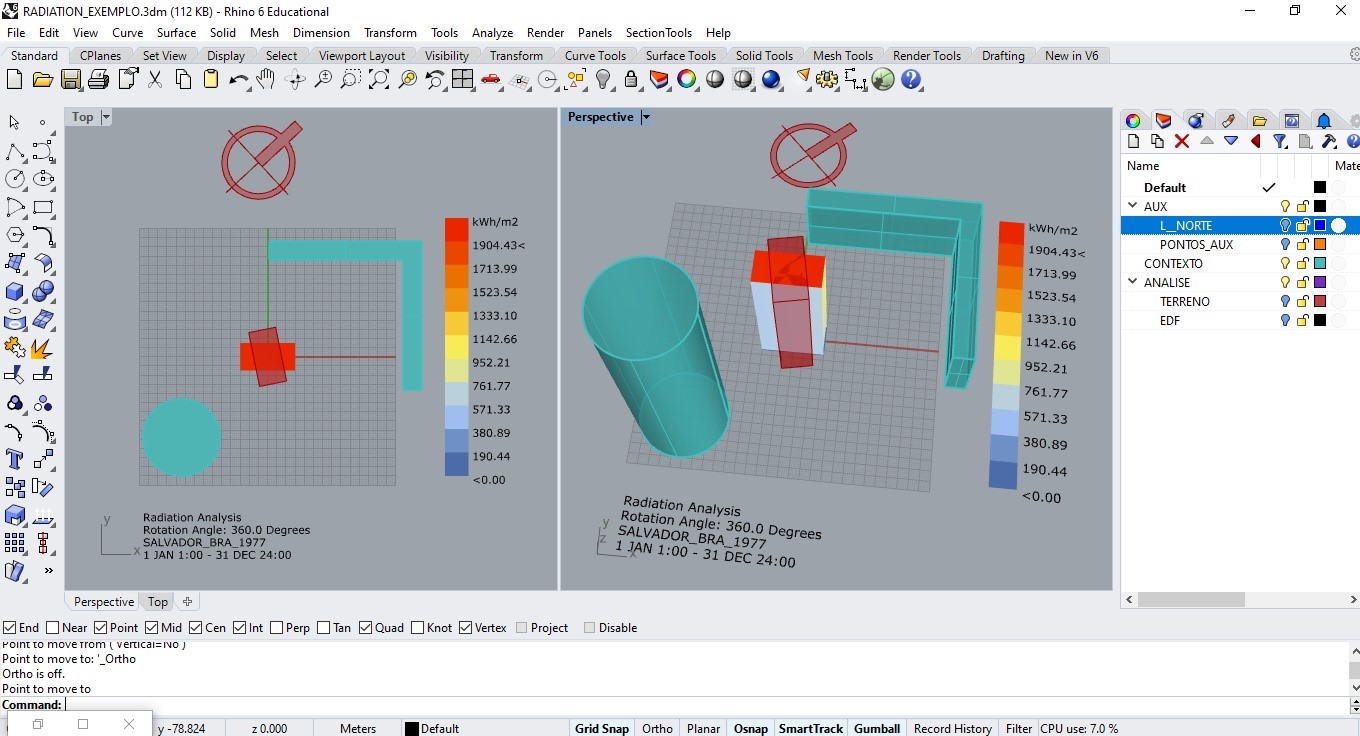 RADIATION_EXEMPLO.3dm (112 KB) - Rhino 6 Educational
File Edit View Curve Surface Solid Mesh Dimension Transform Tools Analyze Render Panels SectionTools Help
Standard CPlanes Set View Display Select Viewport Layout Visibility Transform Curve Tools Surface Tools Solid Tools Mesh Tools Render Tools Drafting New in V6
Top
kWh/m2
1904.43<
1713.99
1523.54
1333.10
1142.66
952.21
761.77
571.33
380.89
190.44
<0.00
Radiation Analysis
Rotation Angle: 360.0 Degrees
SALVADOR_BRA_1977
1 JAN 1:00 - 31 DEC 24:00
y
x
Perspective
kWh/m2
1904.43<
1713.99
1523.54
1333.10
1142.66
952.21
761.77
571.33
380.89
190.44
<0.00
Radiation Analysis
Rotation Angle: 360.0 Degrees
SALVADOR_BRA_1977
1 JAN 1:00 - 31 DEC 24:00
y
z
x
Name Mate
Default
AUX
L__NORTE
PONTOS_AUX
CONTEXTO
ANALISE
TERRENO
EDF
Perspective Top
End Near Point Mid Cen Int Perp Tan Quad Knot Vertex Project Disable
Point to move from ( Vertical=No )
Point to move to: '_Ortho
Ortho is off.
Point to move to
Command:
y -78.824 z 0.000 Meters Default Grid Snap Ortho Planar Osnap SmartTrack Gumball Record History Filter CPU use: 7.0 %